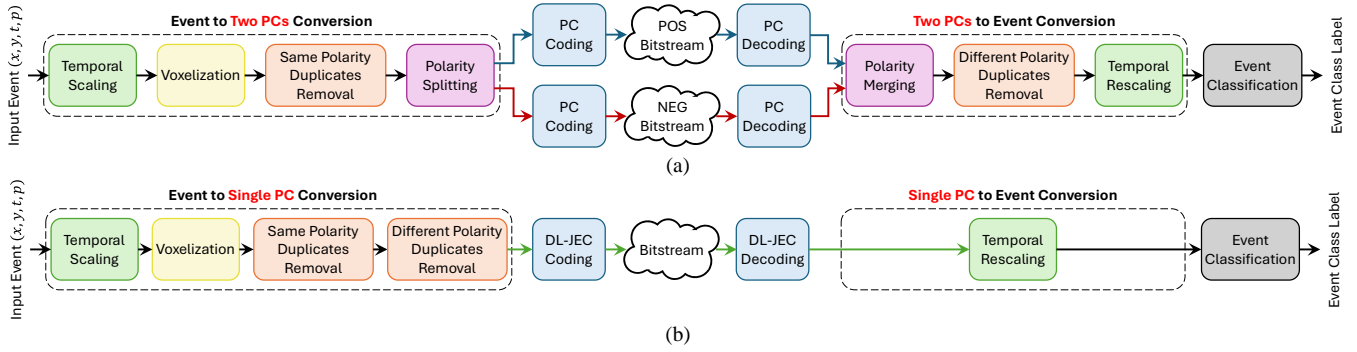 Event to Two PCs Conversion
Input Event (x, y, t, p)
Temporal
Scaling
Voxelization
Same Polarity
Duplicates
Removal
Polarity
Splitting
PC
Coding
POS
Bitstream
PC
Decoding
PC
Coding
NEG
Bitstream
PC
Decoding
Two PCs to Event Conversion
Polarity
Merging
Different Polarity
Duplicates
Removal
Temporal
Rescaling
Event
Classification
Event Class Label
(a)
Event to Single PC Conversion
Input Event (x, y, t, p)
Temporal
Scaling
Voxelization
Same Polarity
Duplicates
Removal
Different Polarity
Duplicates
Removal
DL-JEC
Coding
Bitstream
DL-JEC
Decoding
Single PC to Event Conversion
Temporal
Rescaling
Event
Classification
Event Class Label
(b)